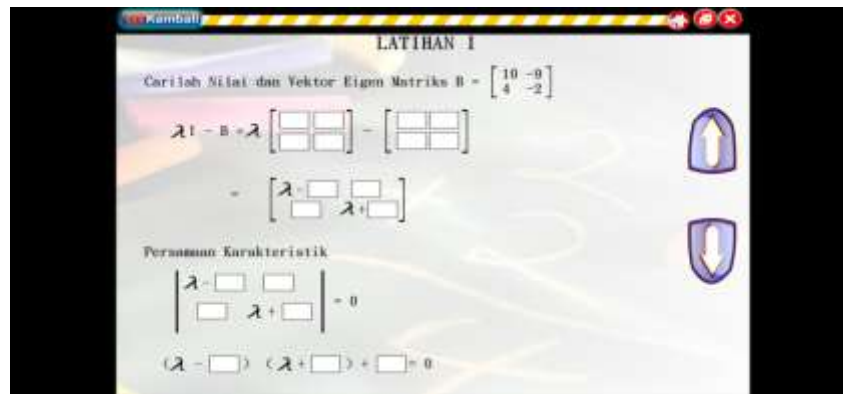 Kembali
LATIHAN I
Carilah Nilai dan Vektor Eigen Matriks B = [10 -9
4 -2]
λI - B = λ [ ] - [ ]
= [λ-
λ+ ]
Persamaan Karakteristik
λ-
λ+ = 0
(λ - ) (λ + ) + = 0